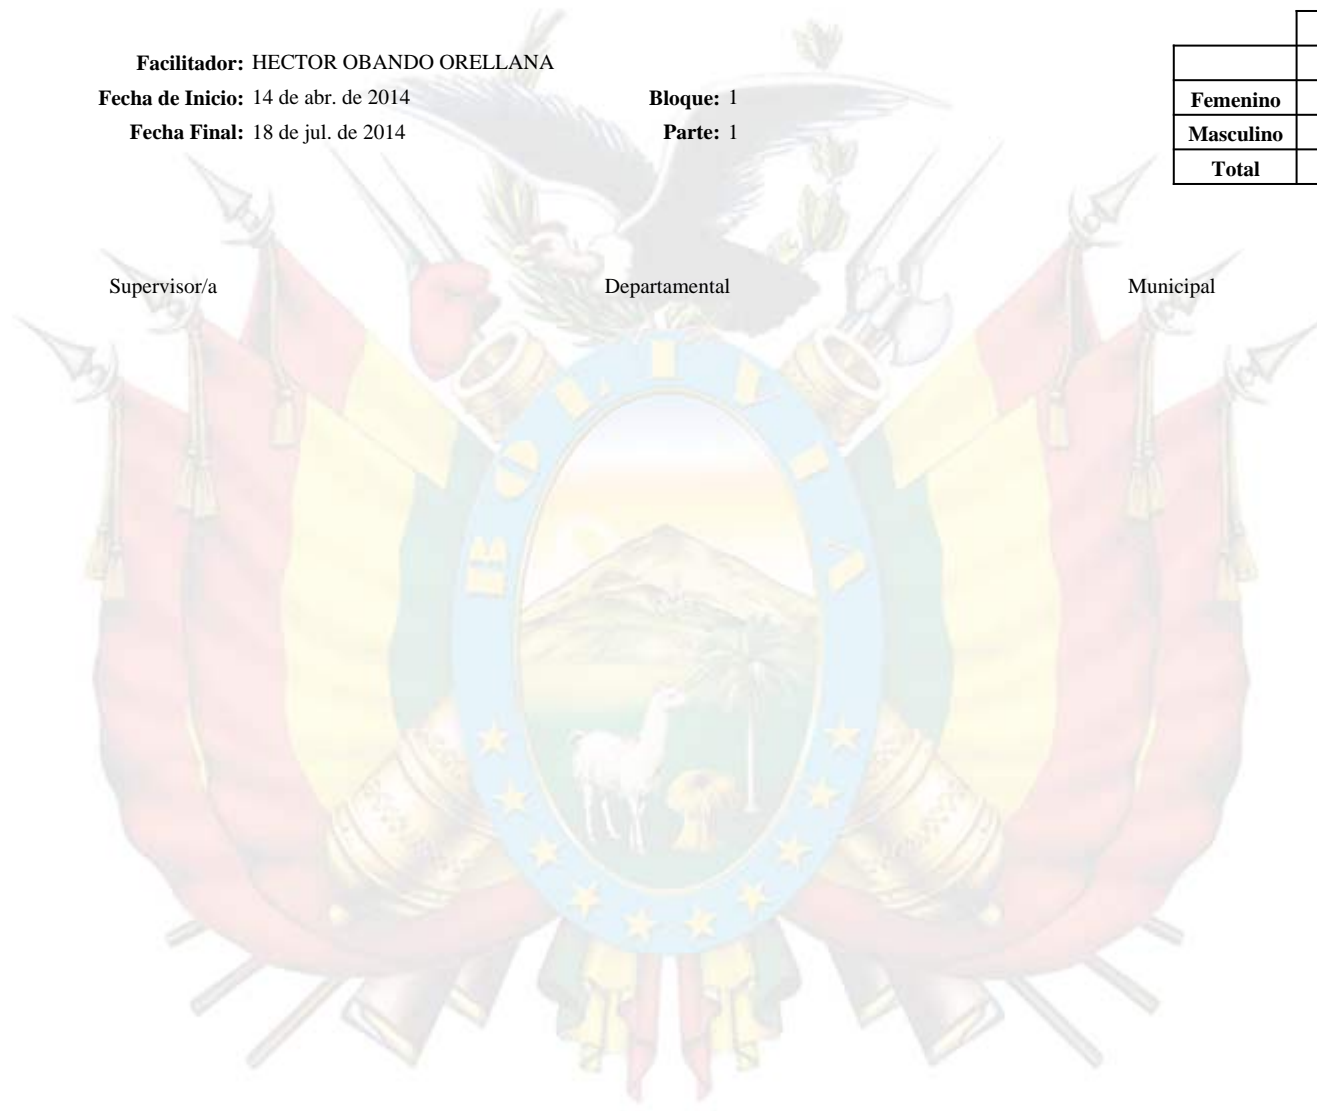 Facilitador: HECTOR OBANDO ORELLANA
Fecha de Inicio: 14 de abr. de 2014 Bloque: 1
Fecha Final: 18 de jul. de 2014 Parte: 1
Femenino
Masculino
Total
Supervisor/a Departamental Municipal
BOLIVIA